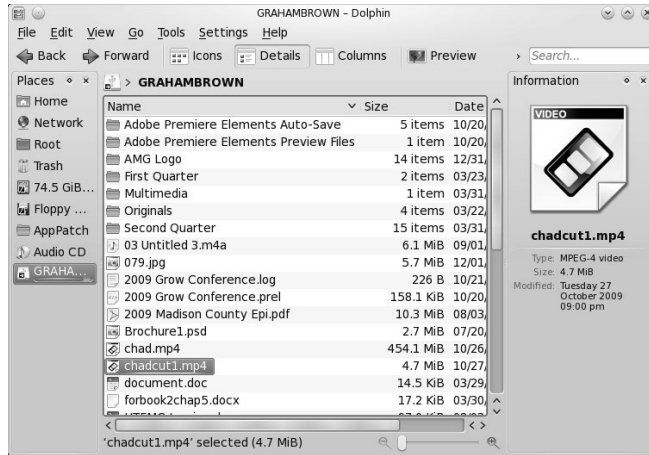 GRAHAMBROWN – Dolphin
File Edit View Go Tools Settings Help
Back Forward Icons Details Columns Preview Search...
Places
Home
Network
Root
Trash
74.5 GiB...
Floppy ...
AppPatch
Audio CD
GRAHA...
> GRAHAMBROWN
Name Size Date
Adobe Premiere Elements Auto-Save 5 items 10/20/
Adobe Premiere Elements Preview Files 1 item 10/20/
AMG Logo 14 items 12/31/
First Quarter 2 items 03/23/
Multimedia 1 item 03/31/
Originals 4 items 03/22/
Second Quarter 15 items 03/31/
03 Untitled 3.m4a 6.1 MiB 09/01/
079.jpg 5.7 MiB 12/01/
2009 Grow Conference.log 226 B 10/21/
2009 Grow Conference.prel 158.1 KiB 10/20/
2009 Madison County Epi.pdf 10.3 MiB 08/03/
Brochure1.psd 2.7 MiB 07/20/
chad.mp4 454.1 MiB 10/26/
chadcut1.mp4 4.7 MiB 10/27/
document.doc 14.5 KiB 03/29/
forbook2chap5.docx 17.2 KiB 03/30/
'chadcut1.mp4' selected (4.7 MiB)
Information
VIDEO
chadcut1.mp4
Type: MPEG-4 video
Size: 4.7 MiB
Modified: Tuesday 27
October 2009
09:00 pm